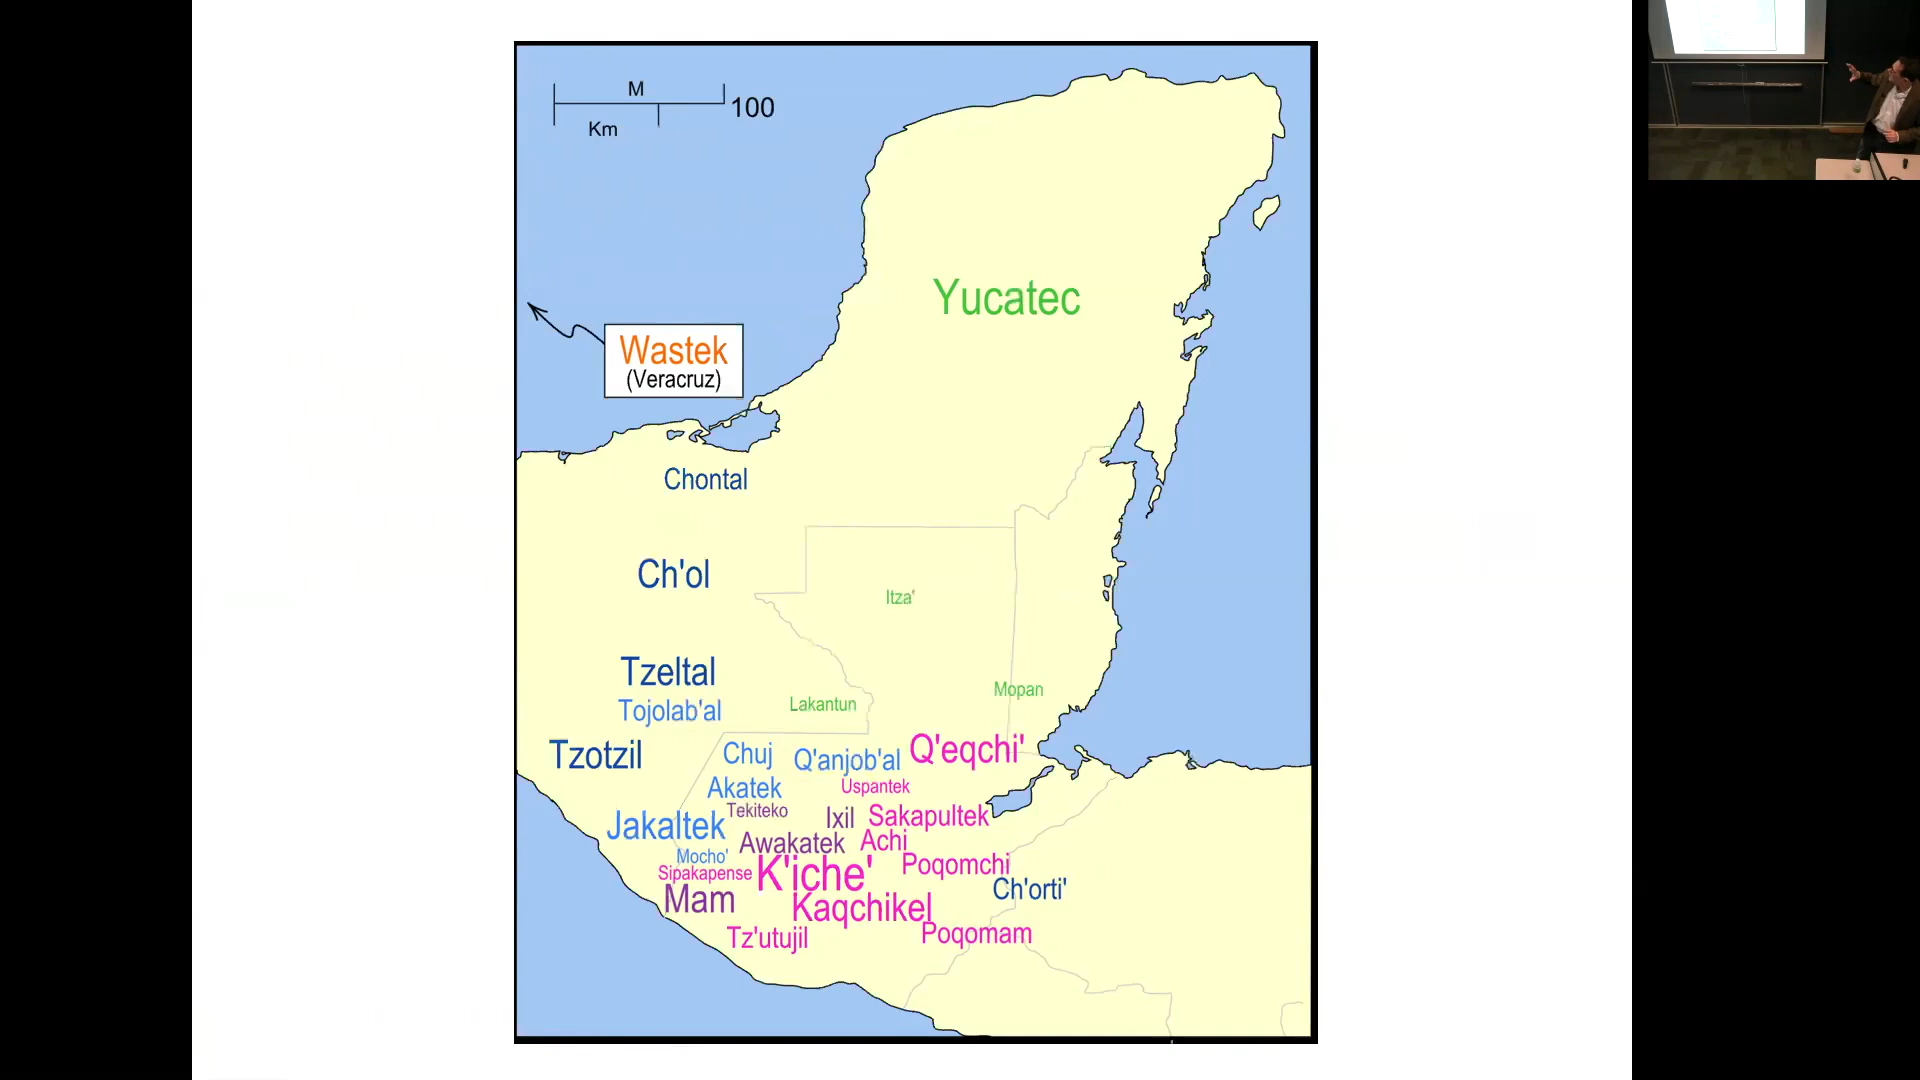 M
100
Km
Yucatec
Wastek
(Veracruz)
Chontal
Ch'ol
Itza'
Tzeltal
Tojolab'al
Lakantun
Mopan
Tzotzil
Chuj
Q'anjob'al
Q'eqchi'
Akatek
Uspantek
Tekiteko
Ixil
Sakapultek
Jakaltek
Awakatek
Achi
Mocho'
Sipakapense
K'iche'
Poqomchi
Ch'orti'
Mam
Kaqchikel
Tz'utujil
Poqomam